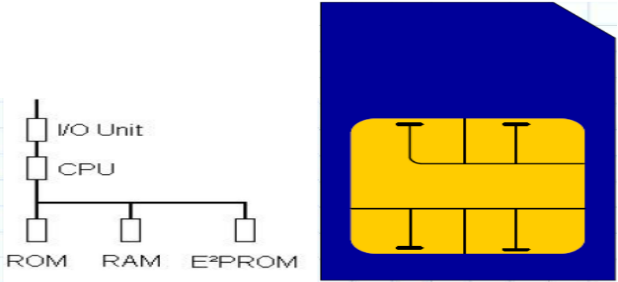 I/O Unit
CPU
ROM RAM E²PROM